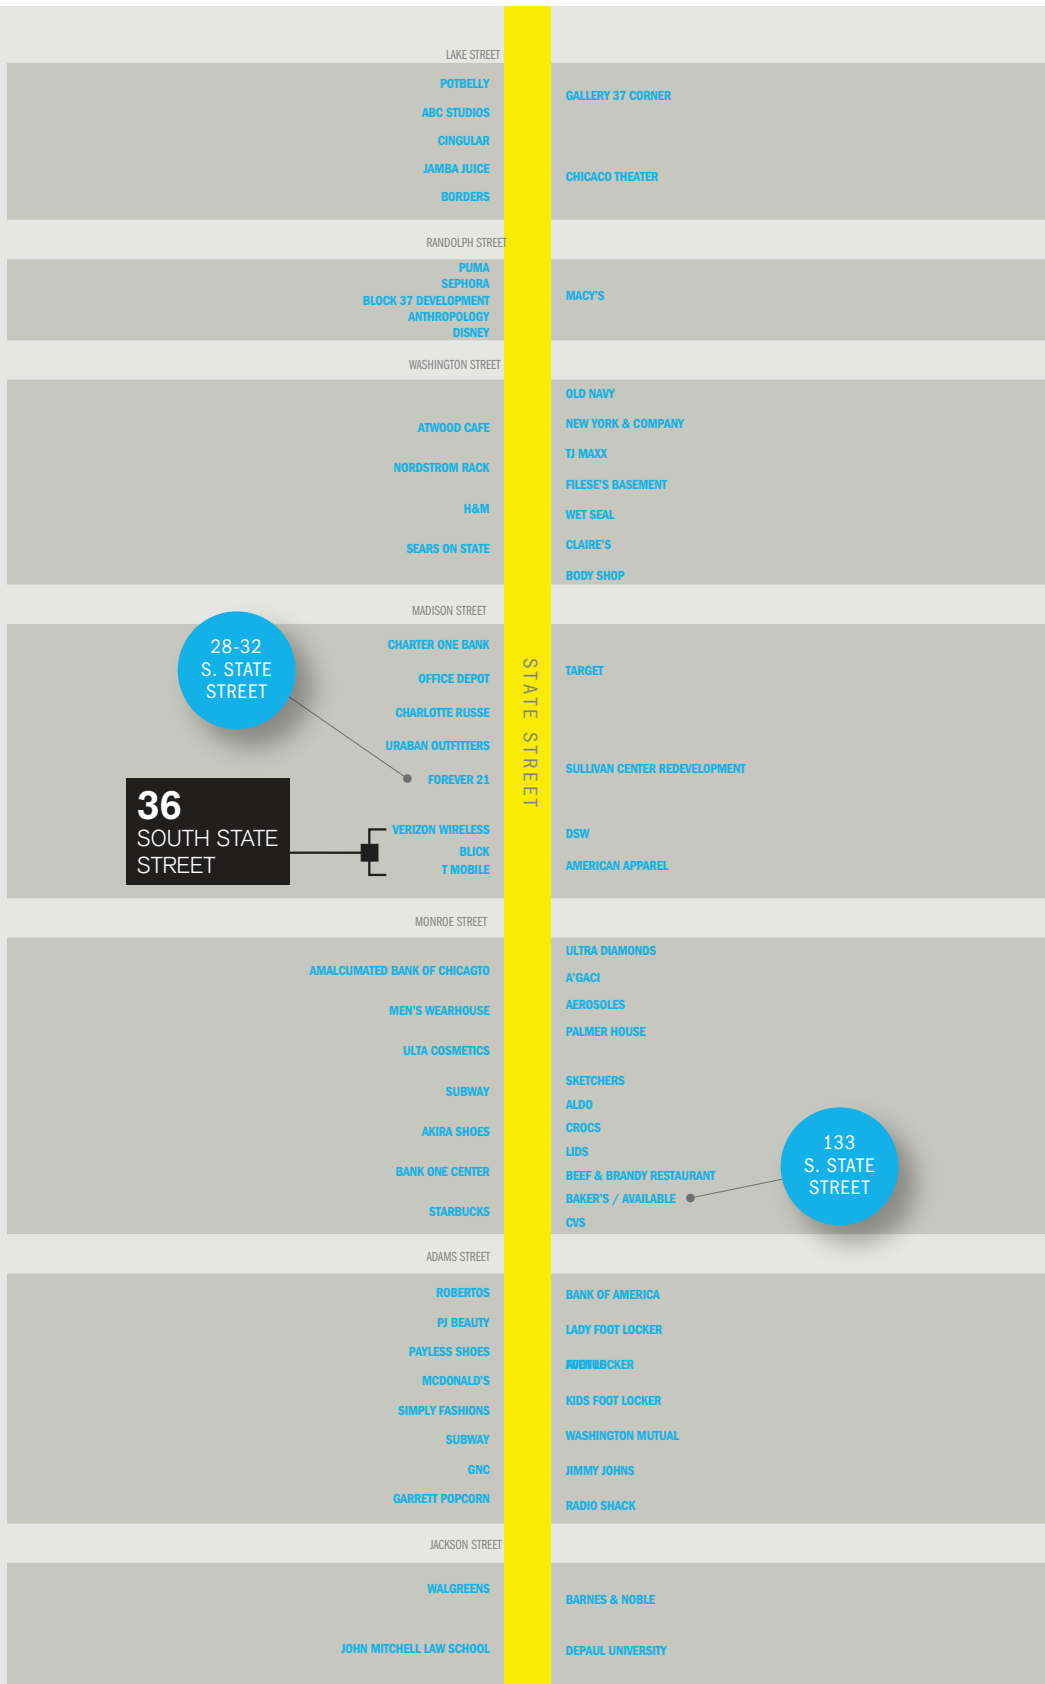 LAKE STREET
POTBELLY
ABC STUDIOS
CINGULAR
JAMBA JUICE
BORDERS
GALLERY 37 CORNER
CHICACO THEATER
RANDOLPH STREET
PUMA
SEPHORA
BLOCK 37 DEVELOPMENT
ANTHROPOLOGY
DISNEY
MACY'S
WASHINGTON STREET
ATWOOD CAFE
NORDSTROM RACK
H&M
SEARS ON STATE
OLD NAVY
NEW YORK & COMPANY
TJ MAXX
FILESE'S BASEMENT
WET SEAL
CLAIRE'S
BODY SHOP
MADISON STREET
28-32
S. STATE
STREET
CHARTER ONE BANK
OFFICE DEPOT
CHARLOTTE RUSSE
URABAN OUTFITTERS
FOREVER 21
36
SOUTH STATE
STREET
VERIZON WIRELESS
BLICK
T MOBILE
STATE STREET
TARGET
SULLIVAN CENTER REDEVELOPMENT
DSW
AMERICAN APPAREL
MONROE STREET
AMALCUMATED BANK OF CHICAGTO
MEN'S WEARHOUSE
ULTA COSMETICS
SUBWAY
AKIRA SHOES
BANK ONE CENTER
STARBUCKS
ULTRA DIAMONDS
A'GACI
AEROSOLES
PALMER HOUSE
SKETCHERS
ALDO
CROCS
LIDS
BEEF & BRANDY RESTAURANT
BAKER'S / AVAILABLE
CVS
133
S. STATE
STREET
ADAMS STREET
ROBERTOS
PJ BEAUTY
PAYLESS SHOES
MCDONALD'S
SIMPLY FASHIONS
SUBWAY
GNC
GARRETT POPCORN
BANK OF AMERICA
LADY FOOT LOCKER
KIDS FOOT LOCKER
WASHINGTON MUTUAL
JIMMY JOHNS
RADIO SHACK
JACKSON STREET
WALGREENS
JOHN MITCHELL LAW SCHOOL
BARNES & NOBLE
DEPAUL UNIVERSITY